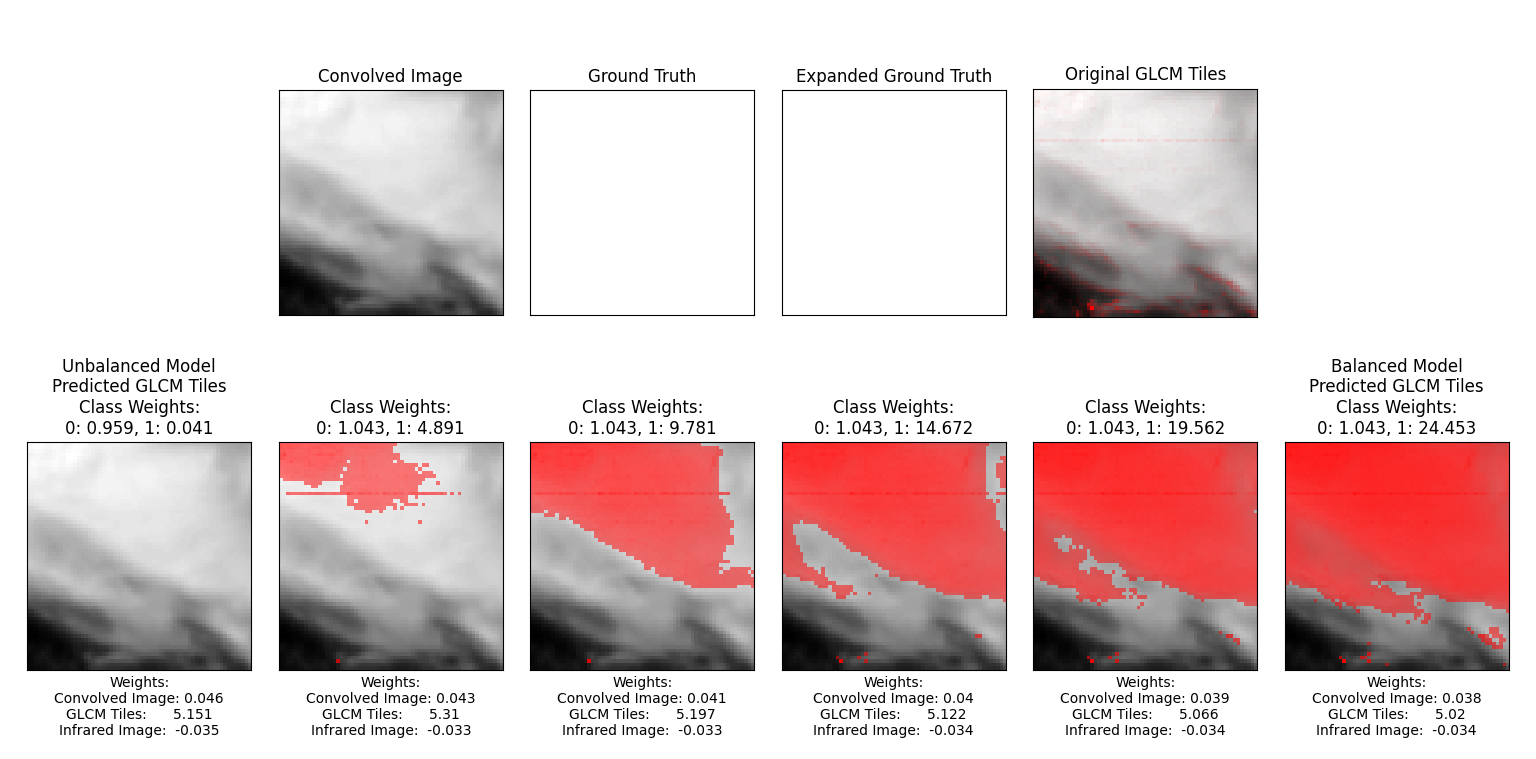 Convolved Image
Ground Truth
Expanded Ground Truth
Original GLCM Tiles
Unbalanced Model
Predicted GLCM Tiles
Class Weights:
0: 0.959, 1: 0.041
Class Weights:
0: 1.043, 1: 4.891
Class Weights:
0: 1.043, 1: 9.781
Class Weights:
0: 1.043, 1: 14.672
Class Weights:
0: 1.043, 1: 19.562
Balanced Model
Predicted GLCM Tiles
Class Weights:
0: 1.043, 1: 24.453
Weights:
Convolved Image: 0.046
GLCM Tiles: 5.151
Infrared Image: -0.035
Weights:
Convolved Image: 0.043
GLCM Tiles: 5.31
Infrared Image: -0.033
Weights:
Convolved Image: 0.041
GLCM Tiles: 5.197
Infrared Image: -0.033
Weights:
Convolved Image: 0.04
GLCM Tiles: 5.122
Infrared Image: -0.034
Weights:
Convolved Image: 0.039
GLCM Tiles: 5.066
Infrared Image: -0.034
Weights:
Convolved Image: 0.038
GLCM Tiles: 5.02
Infrared Image: -0.034